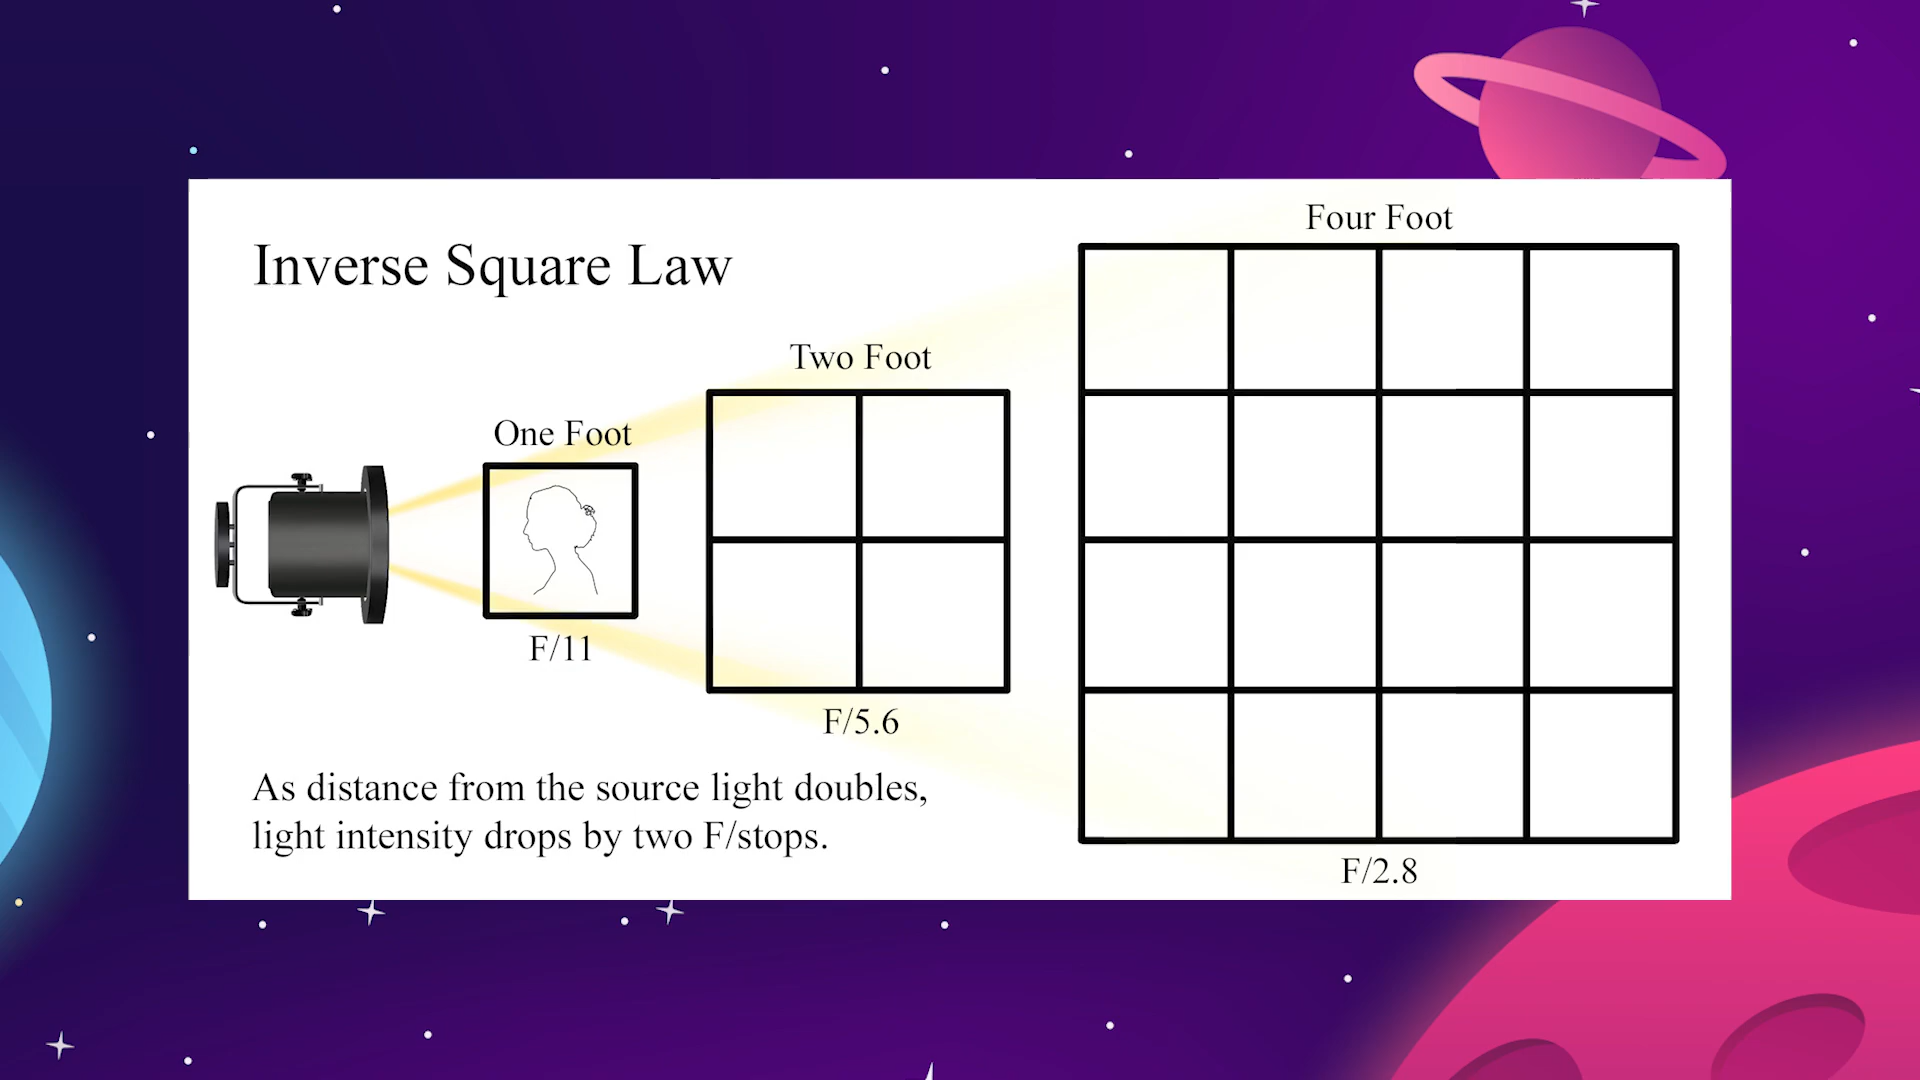 Inverse Square Law
One Foot
F/11
Two Foot
F/5.6
Four Foot
F/2.8
As distance from the source light doubles,
light intensity drops by two F/stops.